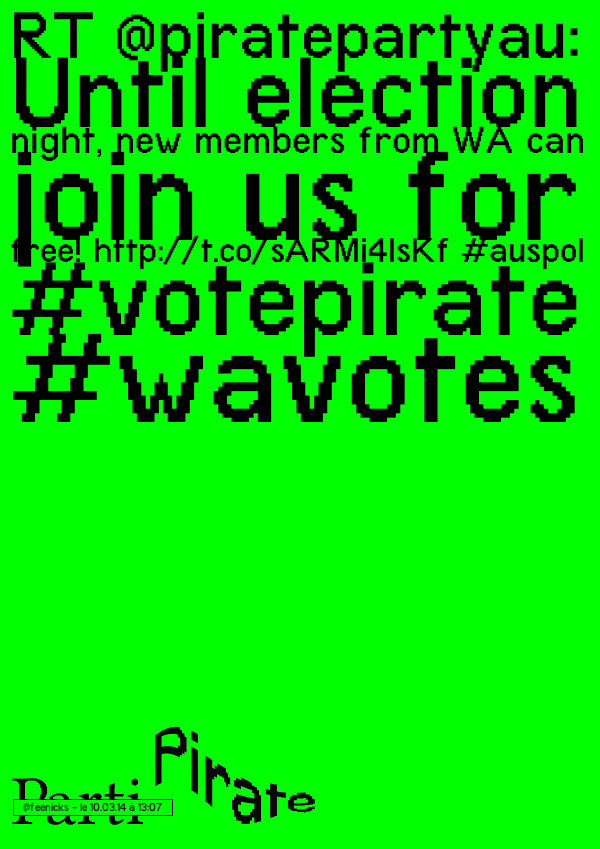 RT @piratepartyau:
Until election
night, new members from WA can
join us for
free! http://t.co/sARMi4lsKf #auspol
#votepirate
#wavotes
Parti Pirate
@feenicks - le 10.03.14 à 13:07